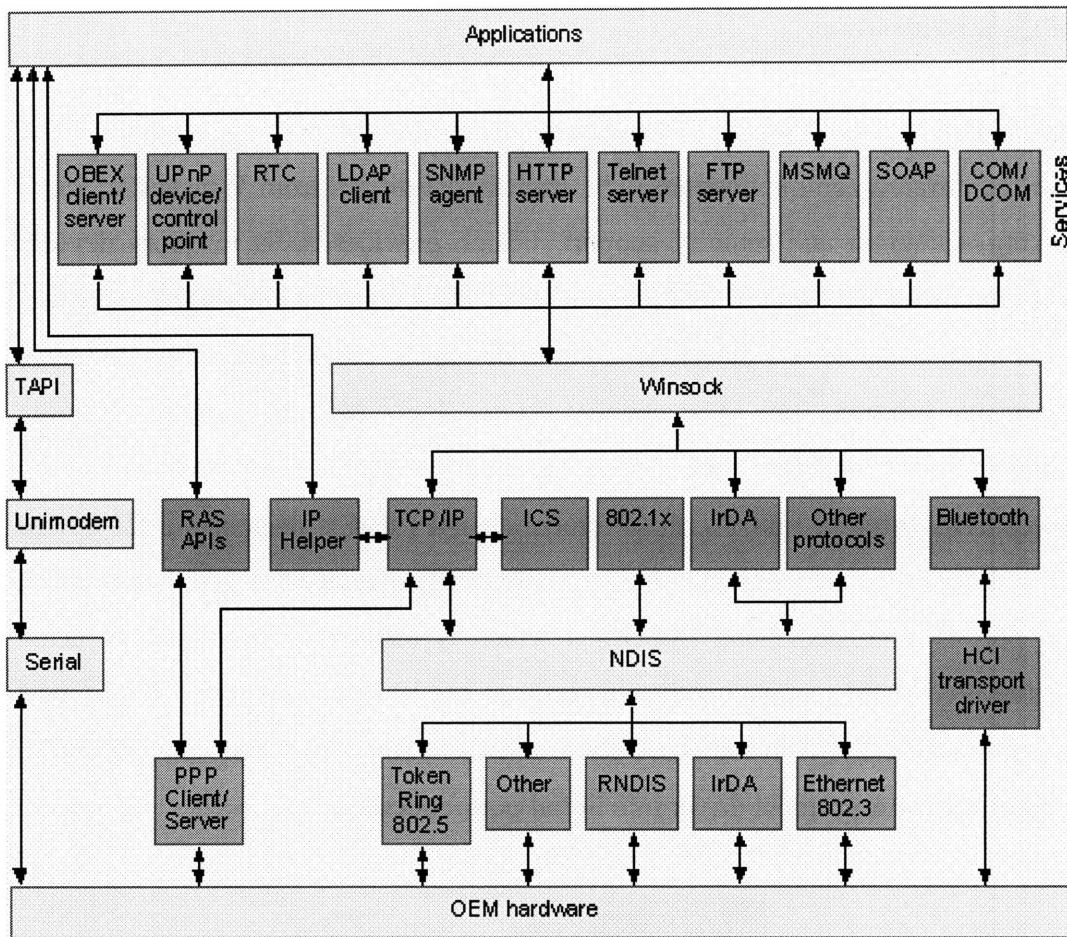 Applications
OBEX
client/
server
UPnP
device/
control
point
RTC
LDAP
client
SNMP
agent
HTTP
server
Telnet
server
FTP
server
MSMQ
SOAP
COM/
DCOM
Services
TAPI
Winsock
Unimodem
RAS
APIs
IP
Helper
TCP/IP
ICS
802.1x
IrDA
Other
protocols
Bluetooth
Serial
NDIS
HCI
transport
driver
PPP
Client/
Server
Token
Ring
802.5
Other
RNDIS
IrDA
Ethernet
802.3
OEM hardware